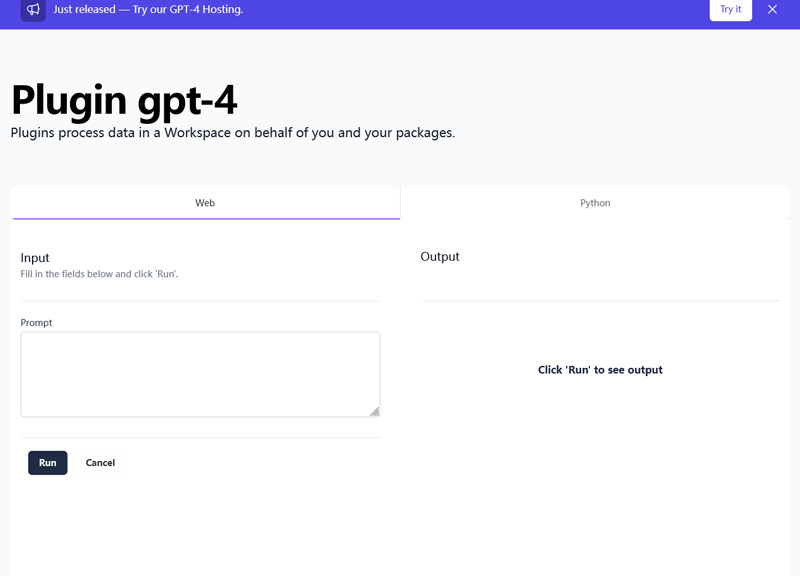 Just released — Try our GPT-4 Hosting.
Try it
Plugin gpt-4
Plugins process data in a Workspace on behalf of you and your packages.
Web
Python
Input
Fill in the fields below and click 'Run'.
Output
Prompt
Click 'Run' to see output
Run
Cancel